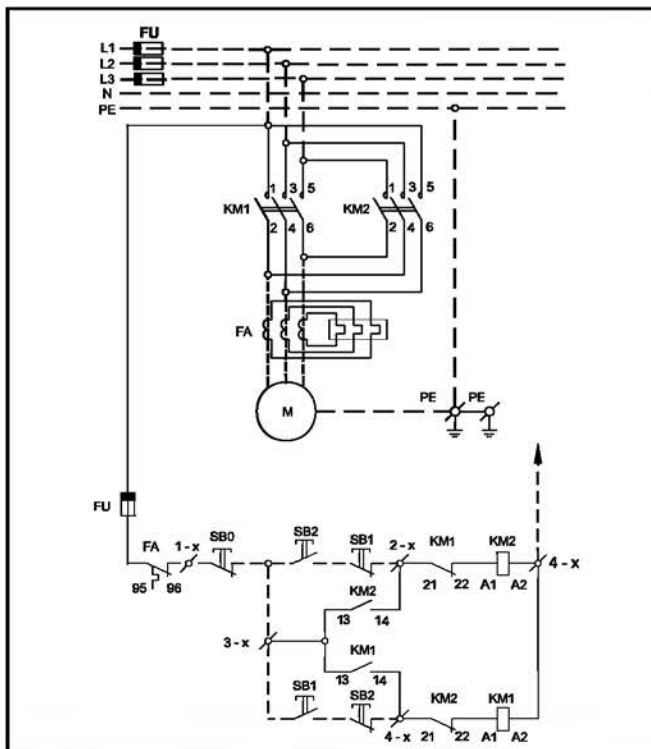 FU
L1
L2
L3
N
PE
1 3 5 1 3 5
KM1 KM2
2 4 6 2 4 6
FA
M
PE PE
FU
FA 1 - x SB0 SB2 SB1 2 - x KM1 KM2
4 - x
95 96 21 22 A1 A2
KM2
13 14
3 - x
KM1
13 14
SB1 SB2 KM2 KM1
4 - x 21 22 A1 A2